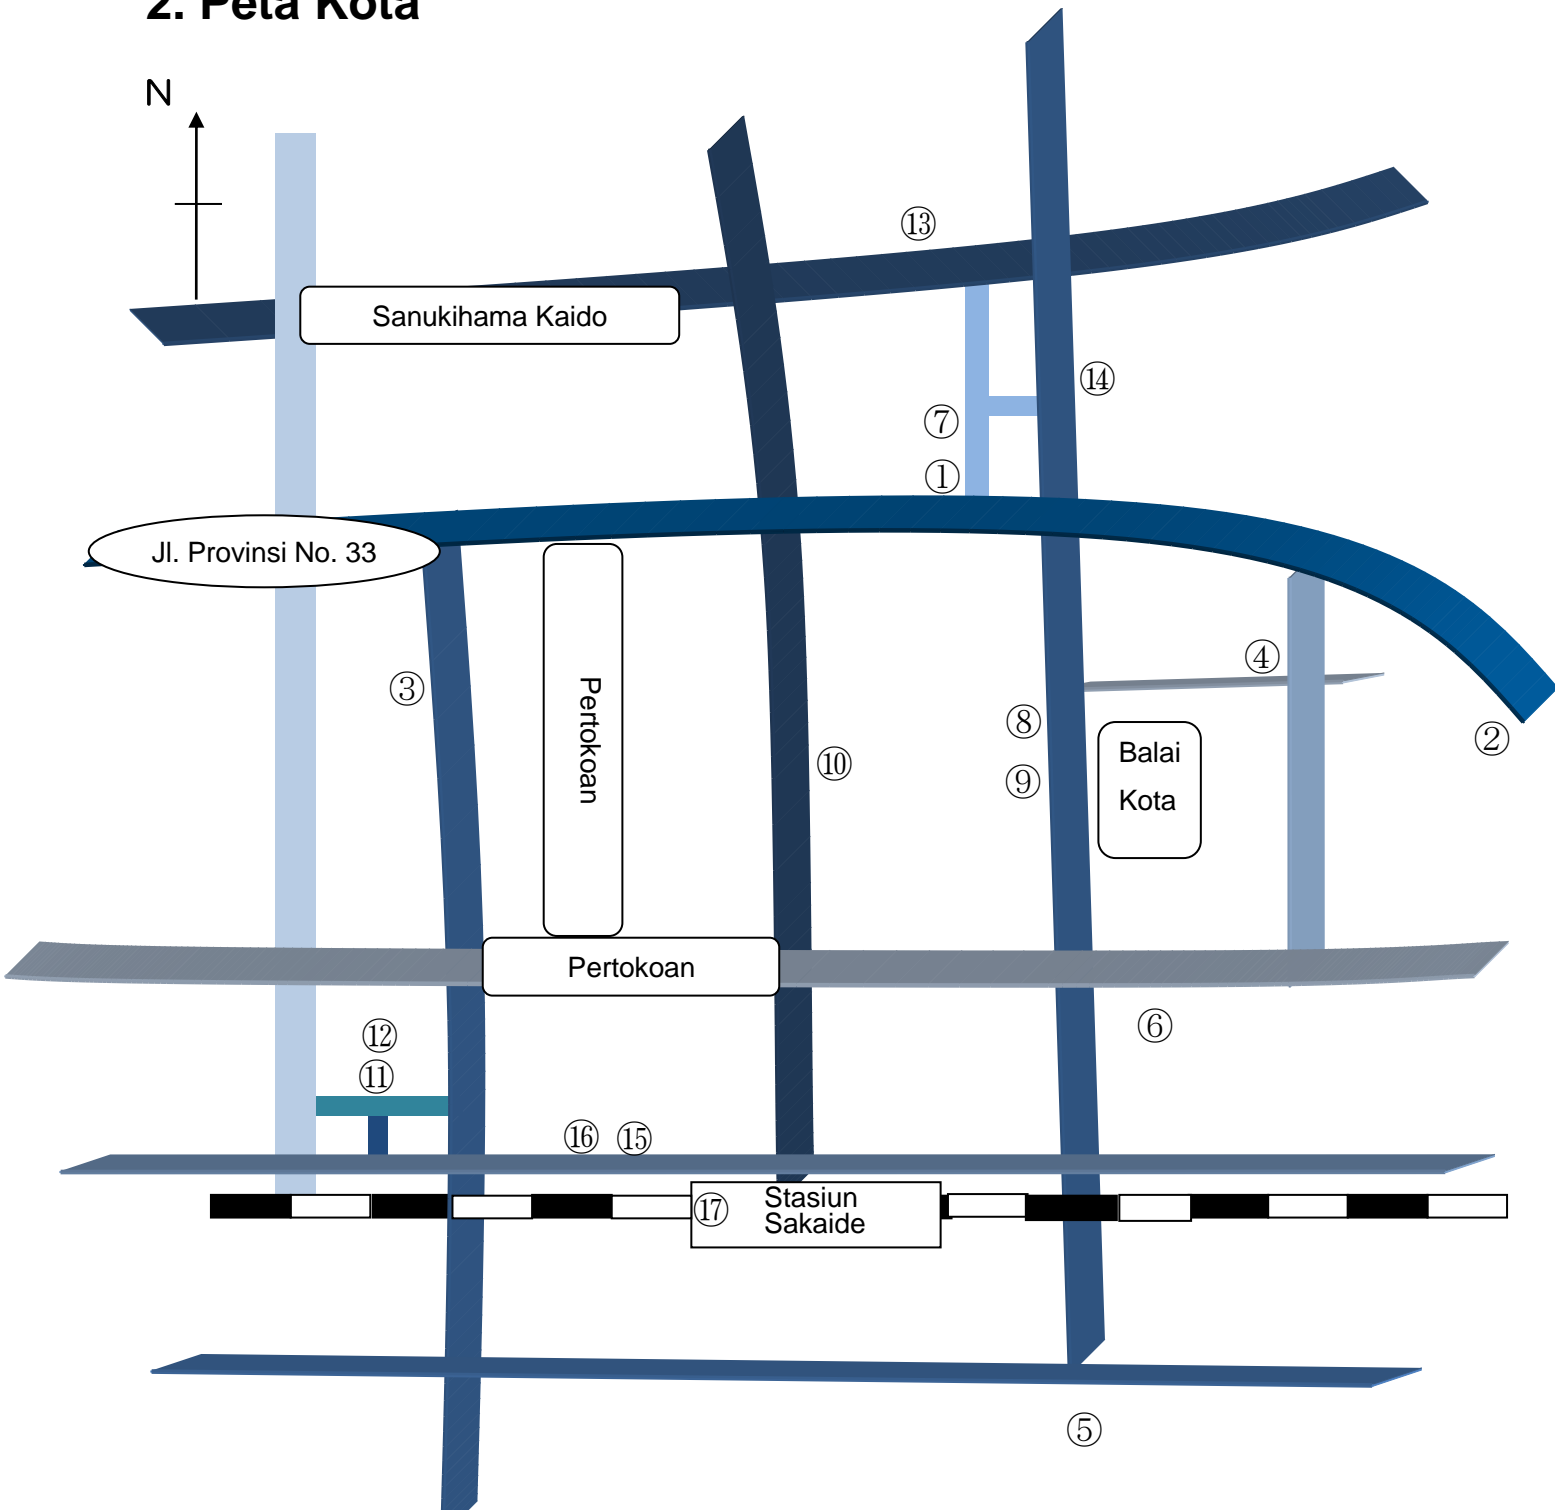 2. Peta Kota
N
⑬
Sanukihama Kaido
⑭
⑦
①
Jl. Provinsi No. 33
④
③
Pertokoan
⑧
②
⑩
⑨
Balai
Kota
Pertokoan
⑥
⑫
⑪
⑯ ⑮
⑰
Stasiun
Sakaide
⑤